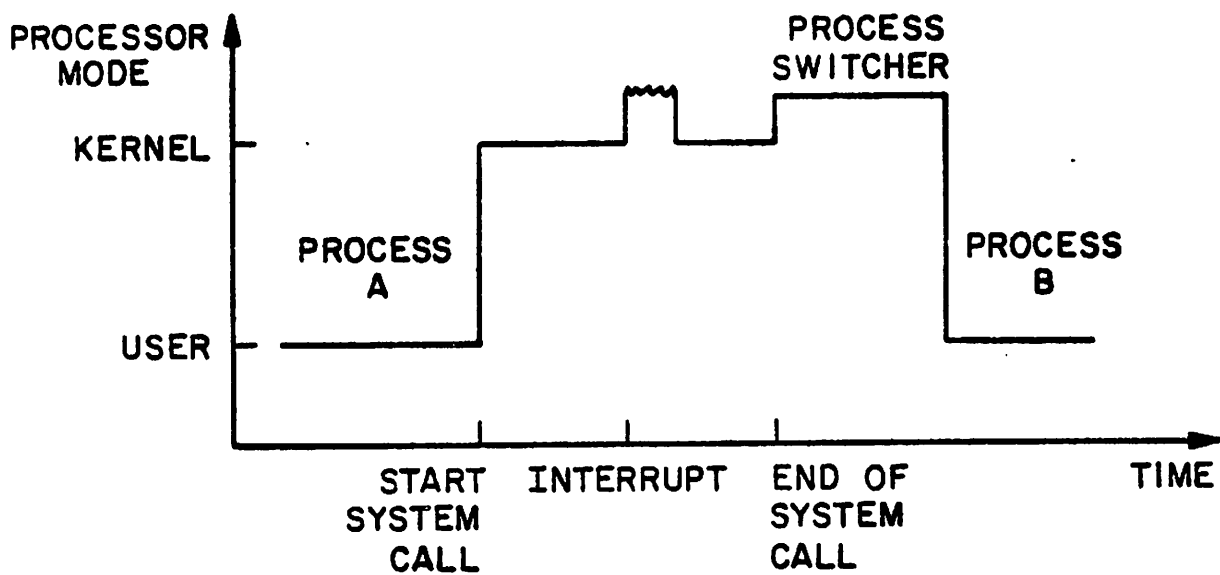 PROCESSOR
MODE
PROCESS
SWITCHER
KERNEL
PROCESS
A
PROCESS
B
USER
START
SYSTEM
CALL
INTERRUPT
END OF
SYSTEM
CALL
TIME